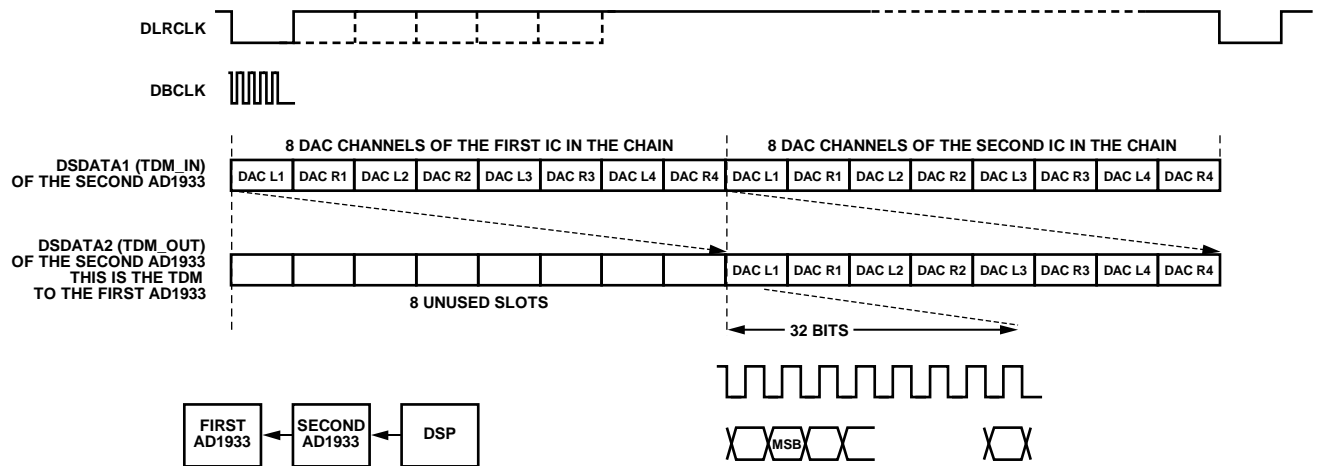 DLRCLK
DBCLK
8 DAC CHANNELS OF THE FIRST IC IN THE CHAIN
8 DAC CHANNELS OF THE SECOND IC IN THE CHAIN
DSDATA1 (TDM_IN)
OF THE SECOND AD1933
DAC L1 DAC R1 DAC L2 DAC R2 DAC L3 DAC R3 DAC L4 DAC R4 DAC L1 DAC R1 DAC L2 DAC R2 DAC L3 DAC R3 DAC L4 DAC R4
DSDATA2 (TDM_OUT)
OF THE SECOND AD1933
THIS IS THE TDM
TO THE FIRST AD1933
DAC L1 DAC R1 DAC L2 DAC R2 DAC L3 DAC R3 DAC L4 DAC R4
8 UNUSED SLOTS
32 BITS
FIRST
AD1933
SECOND
AD1933
DSP
MSB